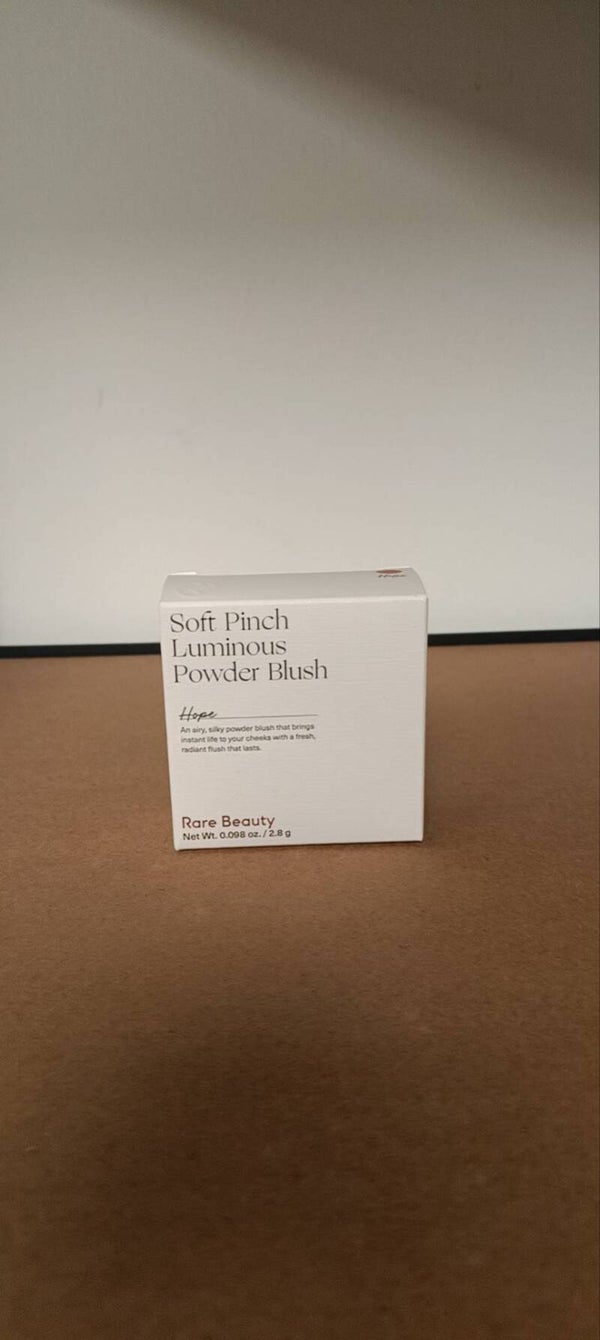 Hope
Soft Pinch
Luminous
Powder Blush
Hope
An airy, silky powder blush that brings
instant life to your cheeks with a fresh,
radiant flush that lasts.
Rare Beauty
Net Wt. 0.098 oz. / 2.8 g